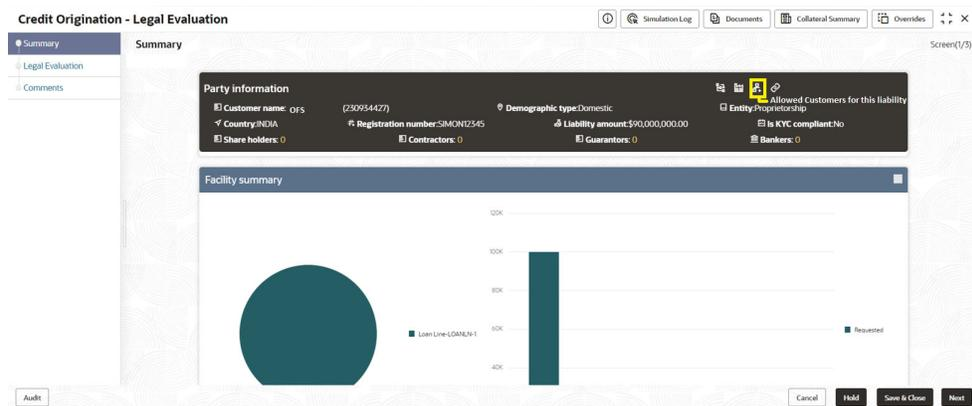 Credit Origination - Legal Evaluation
Simulation Log
Documents
Collateral Summary
Overrides
Summary
Legal Evaluation
Comments
Summary
Screen(1/3)
Party information
Allowed Customers for this liability
Customer name: OFS (230934427)
Demographic type:Domestic
Entity:Proprietorship
Country:INDIA
Registration number:SIMON12345
Liability amount:$90,000,000.00
Is KYC compliant:No
Share holders: 0
Contractors: 0
Guarantors: 0
Bankers: 0
Facility summary
Loan Line-LOANLN-1
120K
100K
80K
60K
40K
Requested
Audit
Cancel
Hold
Save & Close
Next